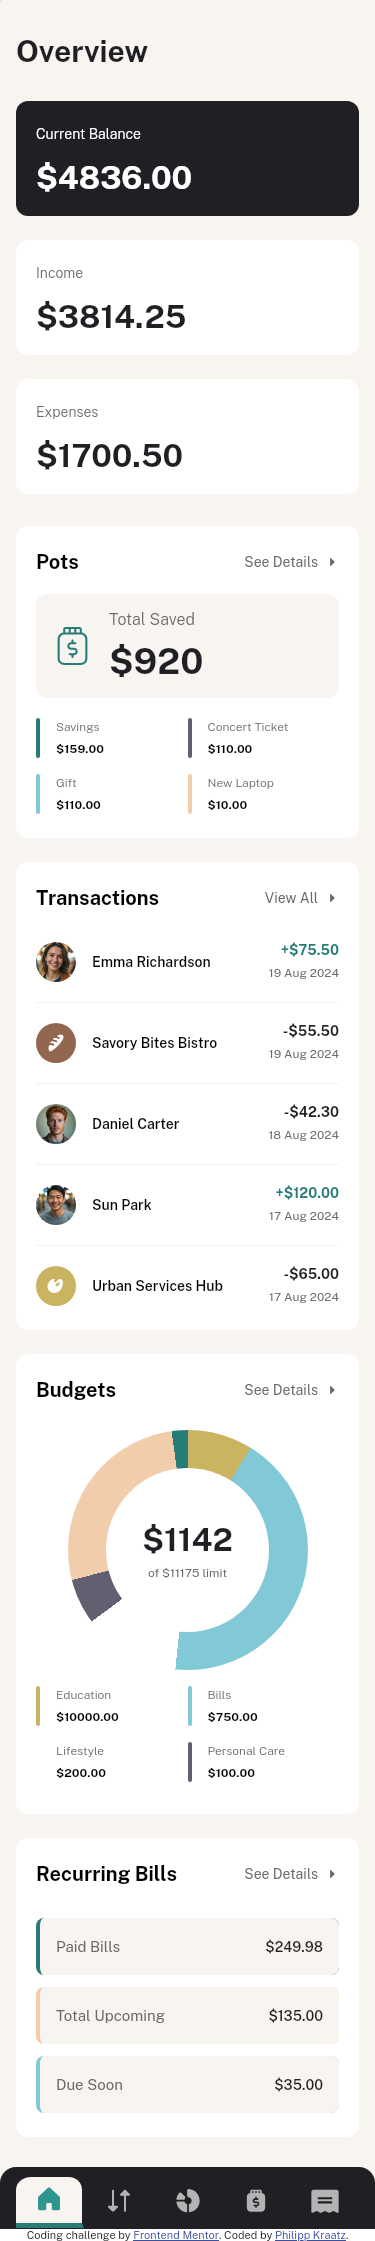 Overview
Current Balance
$4836.00
Income
$3814.25
Expenses
$1700.50
Pots
See Details
Total Saved
$920
$
Savings
$159.00
Concert Ticket
$110.00
Gift
$110.00
New Laptop
$10.00
Transactions
View All
Emma Richardson
+$75.50
19 Aug 2024
Savory Bites Bistro
-$55.50
19 Aug 2024
Daniel Carter
-$42.30
18 Aug 2024
Sun Park
+$120.00
17 Aug 2024
Urban Services Hub
-$65.00
17 Aug 2024
Budgets
See Details
$1142
of $11175 limit
Education
$10000.00
Bills
$750.00
Lifestyle
$200.00
Personal Care
$100.00
Recurring Bills
See Details
Paid Bills
$249.98
Total Upcoming
$135.00
Due Soon
$35.00
$
Coding challenge by Frontend Mentor. Coded by Philipp Kraatz.